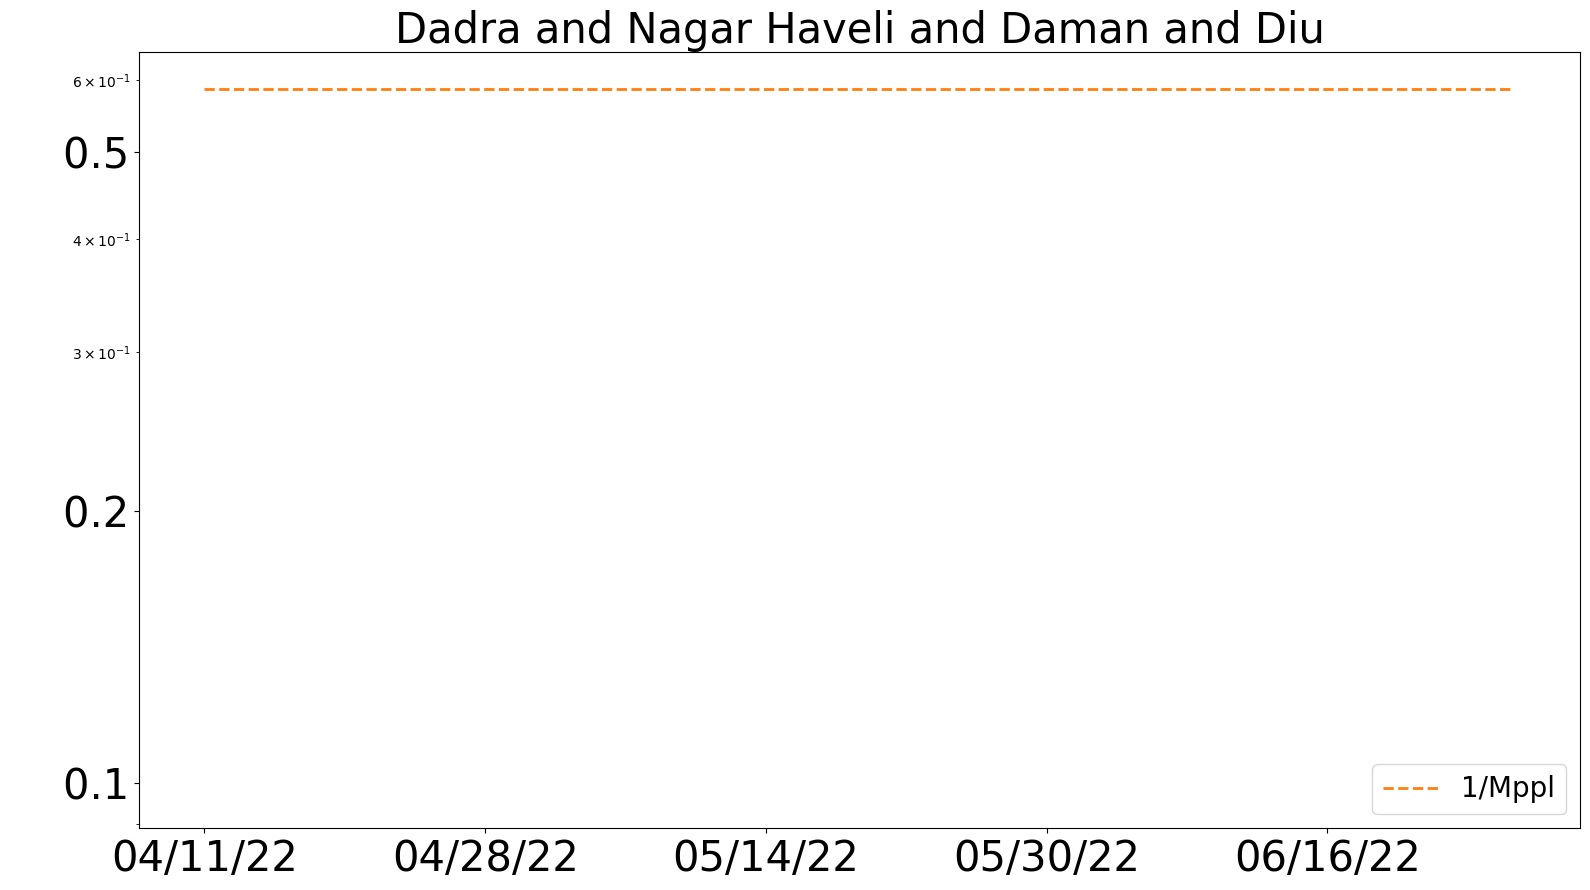 Dadra and Nagar Haveli and Daman and Diu
6 × 10⁻¹
0.5
4 × 10⁻¹
3 × 10⁻¹
0.2
0.1
1/Mppl
04/11/22 04/28/22 05/14/22 05/30/22 06/16/22